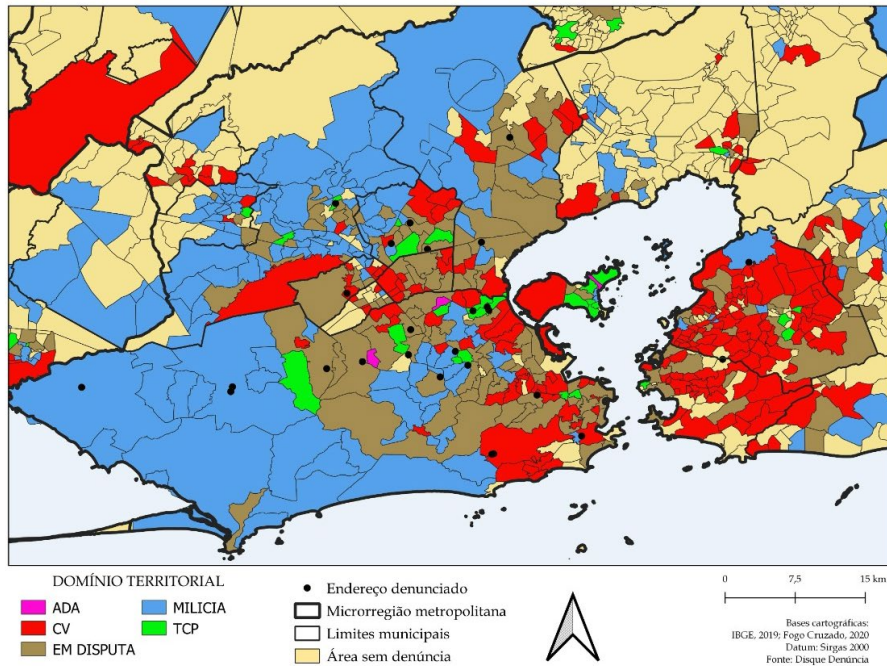 DOMÍNIO TERRITORIAL
ADA
CV
EM DISPUTA
MILICIA
TCP
Endereço denunciado
Microrregião metropolitana
Limites municipais
Área sem denúncia
0 7,5 15 km
Bases cartográficas:
IBGE, 2019; Fogo Cruzado, 2020
Datum: Sirgas 2000
Fonte: Disque Denúncia